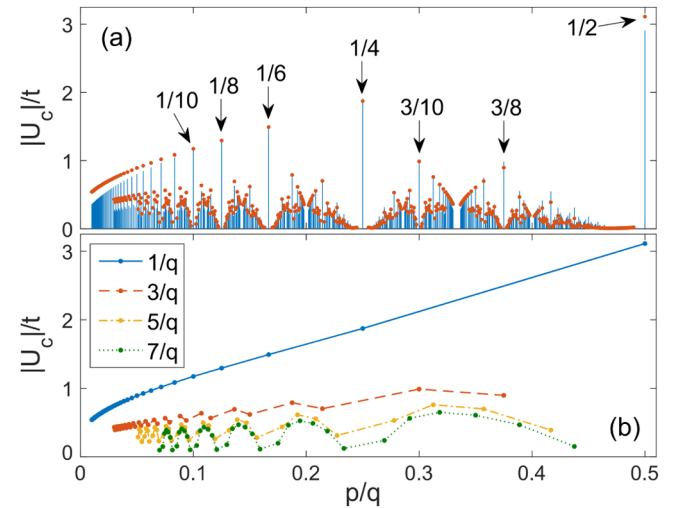 (a)
1/2
1/4
1/6
1/8
1/10
3/10
3/8
|U_c|/t
3
2
1
0
(b)
1/q
3/q
5/q
7/q
|U_c|/t
3
2
1
0
0 0.1 0.2 0.3 0.4 0.5
p/q